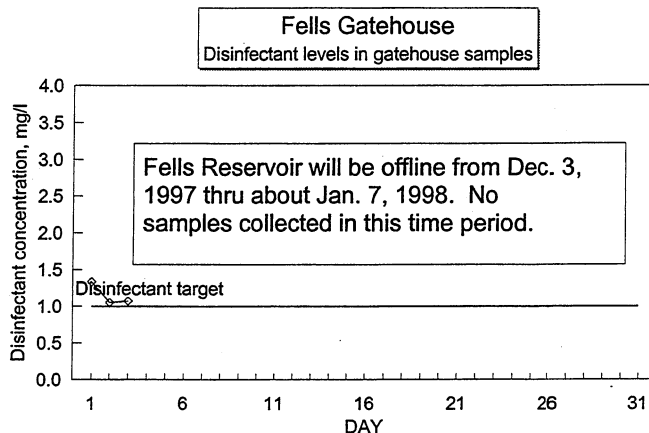 Fells Gatehouse
Disinfectant levels in gatehouse samples
Disinfectant concentration, mg/l
4.0
3.5
3.0
2.5
2.0
1.5
1.0
0.5
0.0
Fells Reservoir will be offline from Dec. 3,
1997 thru about Jan. 7, 1998. No
samples collected in this time period.
Disinfectant target
1 6 11 16 21 26 31
DAY